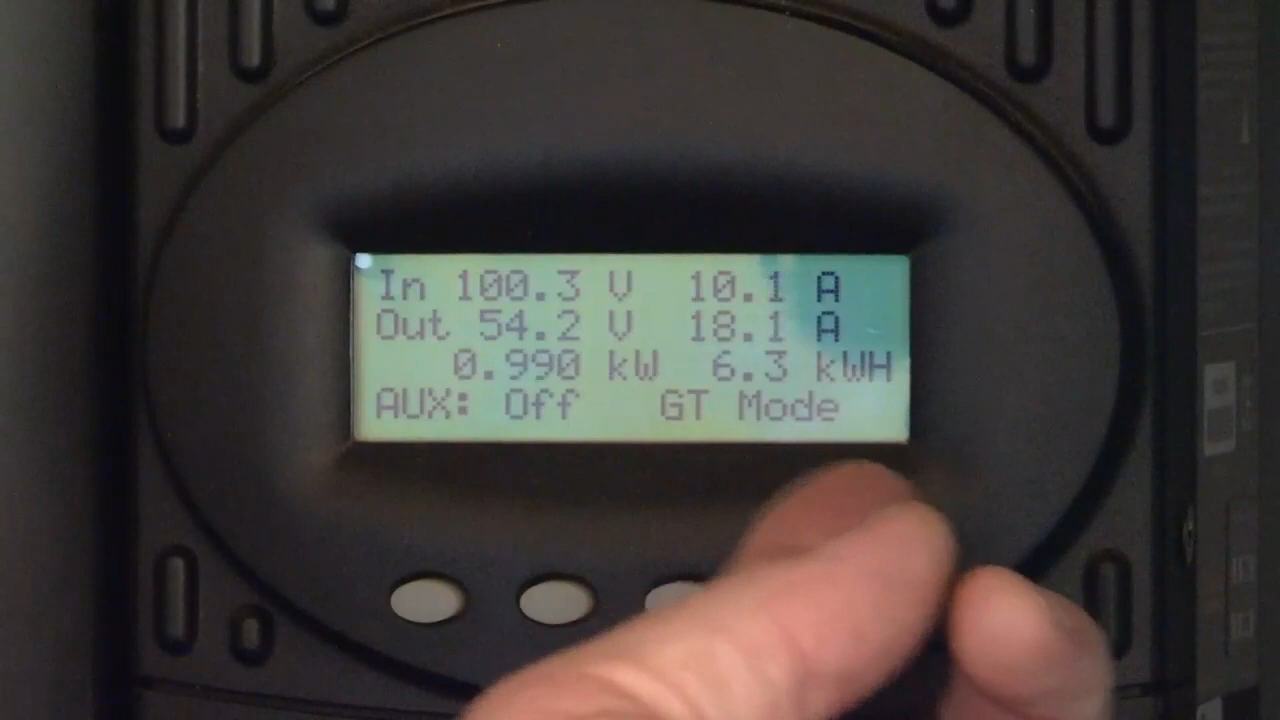 In 100.3 V 10.1 A
Out 54.2 V 18.1 A
0.990 kW 6.3 kWH
AUX: Off GT Mode